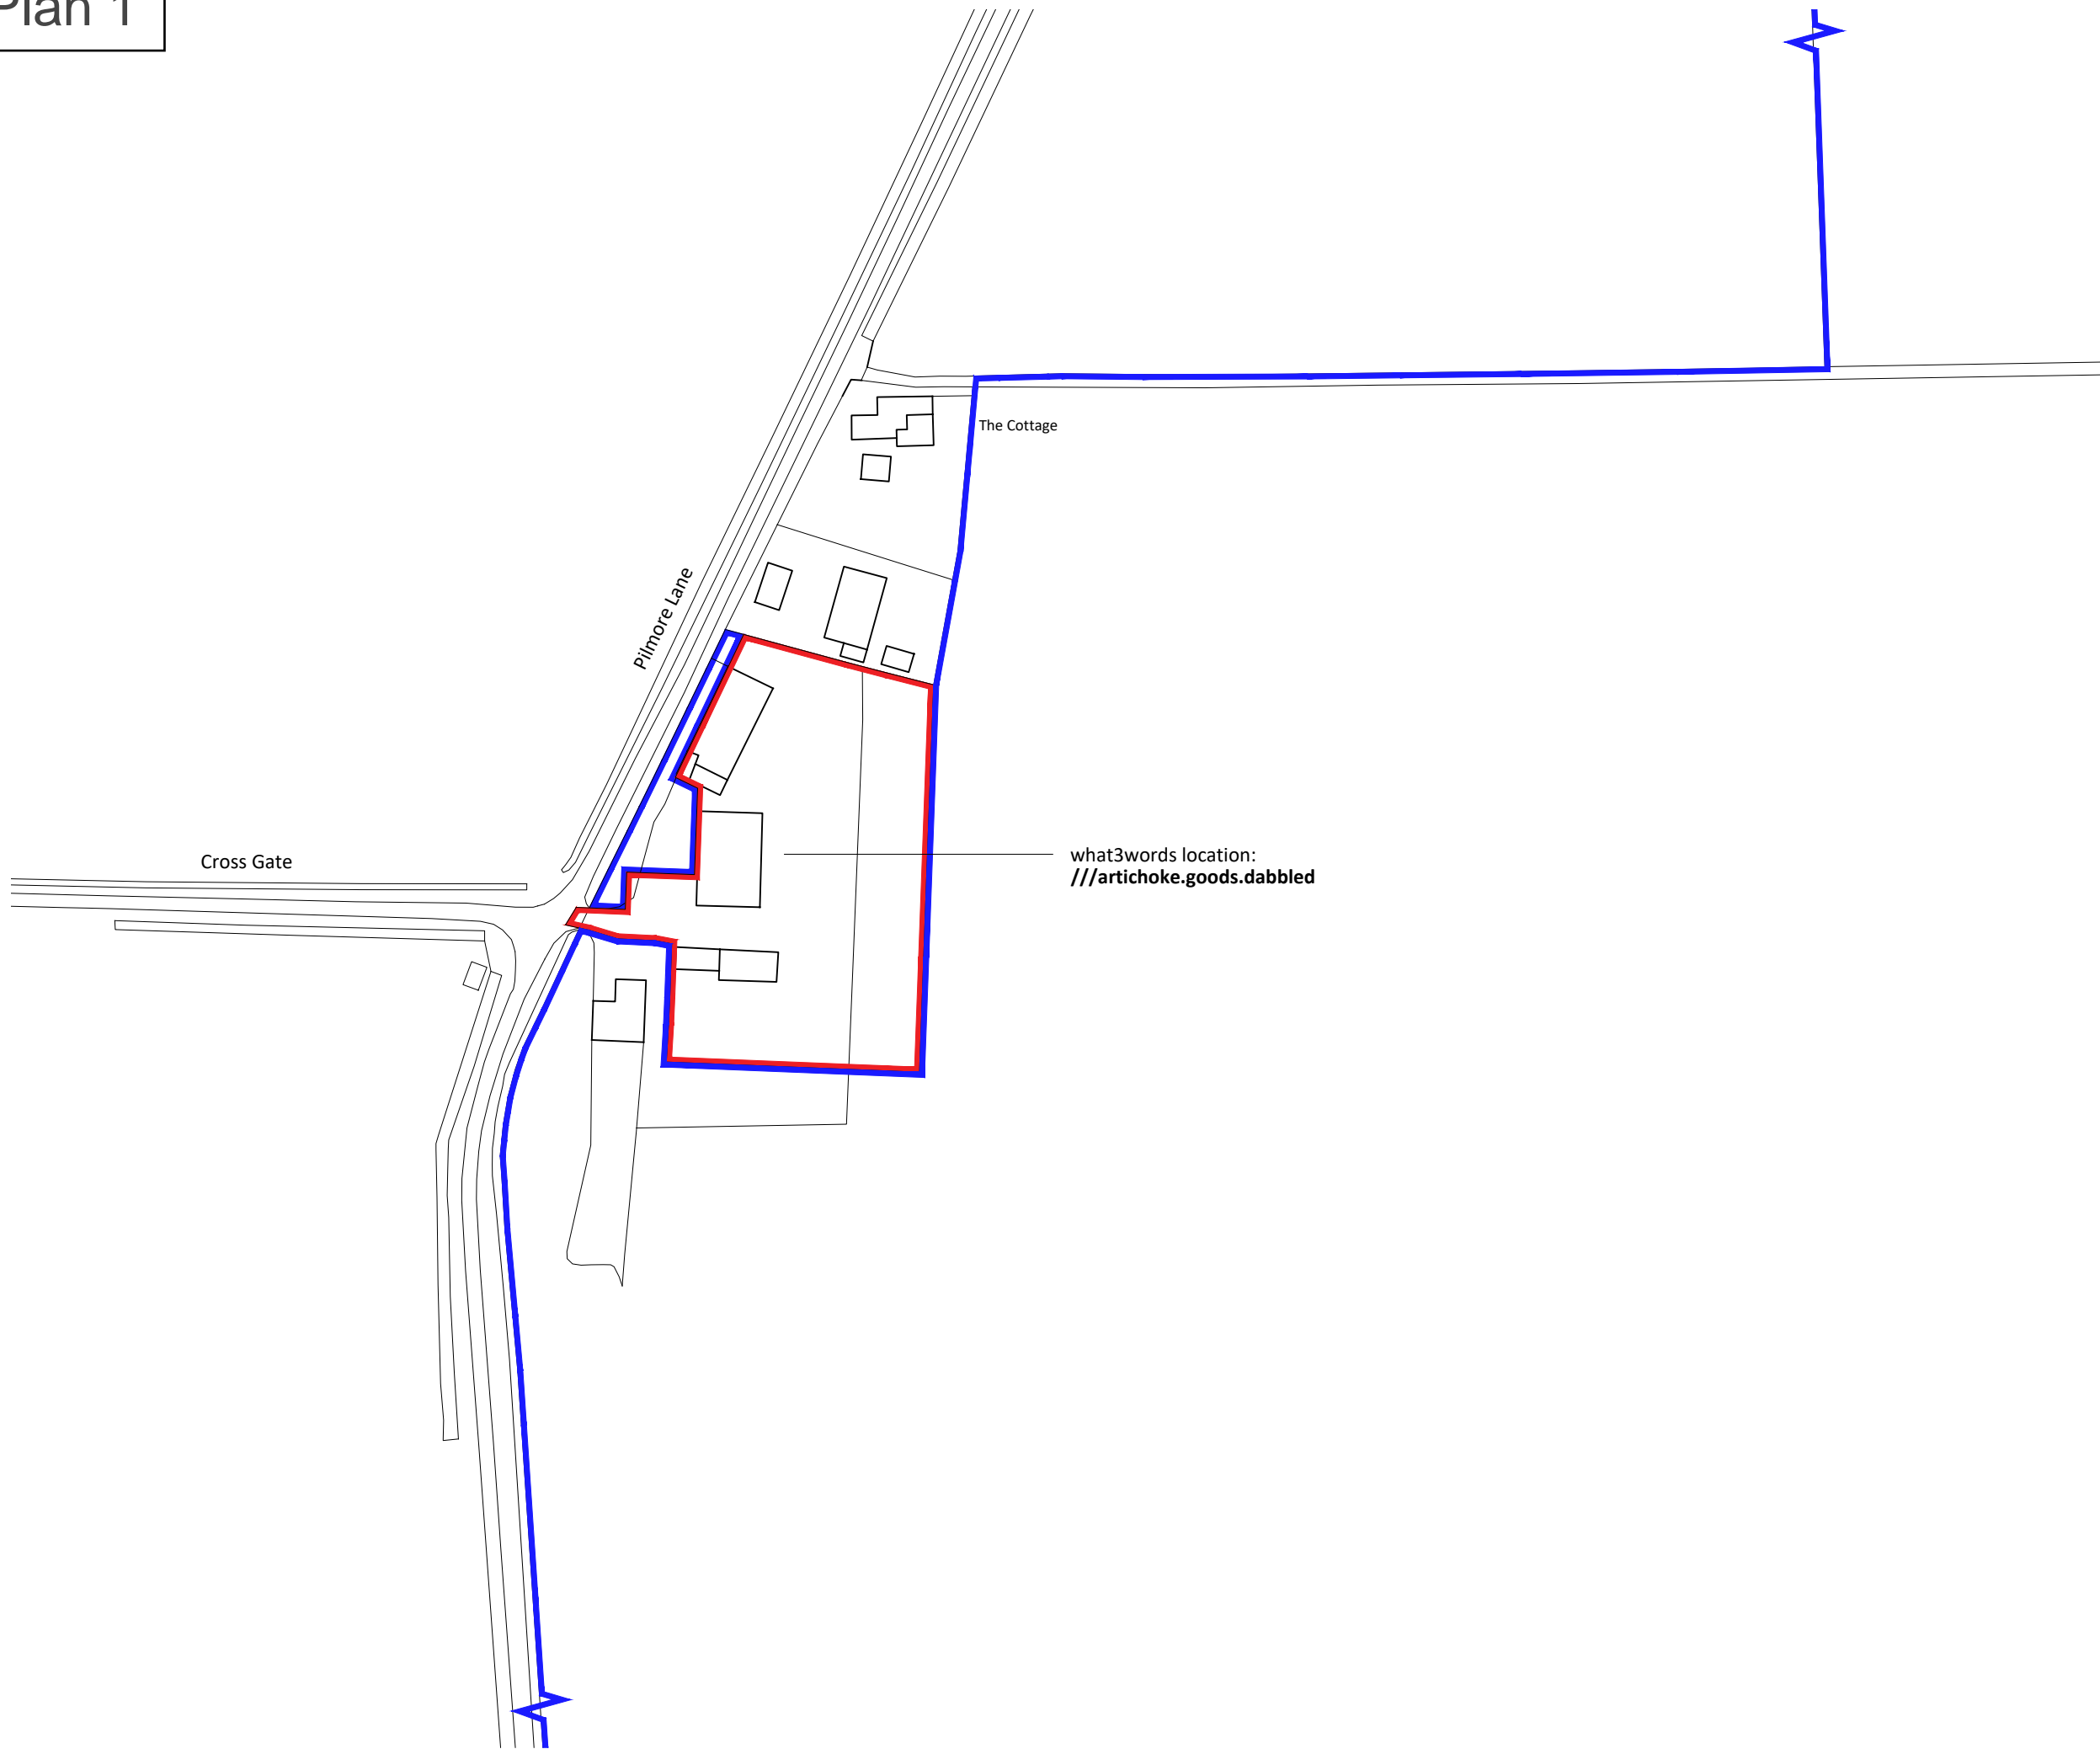 Plan 1
The Cottage
Pilmore Lane
Cross Gate
what3words location:
///artichoke.goods.dabbled